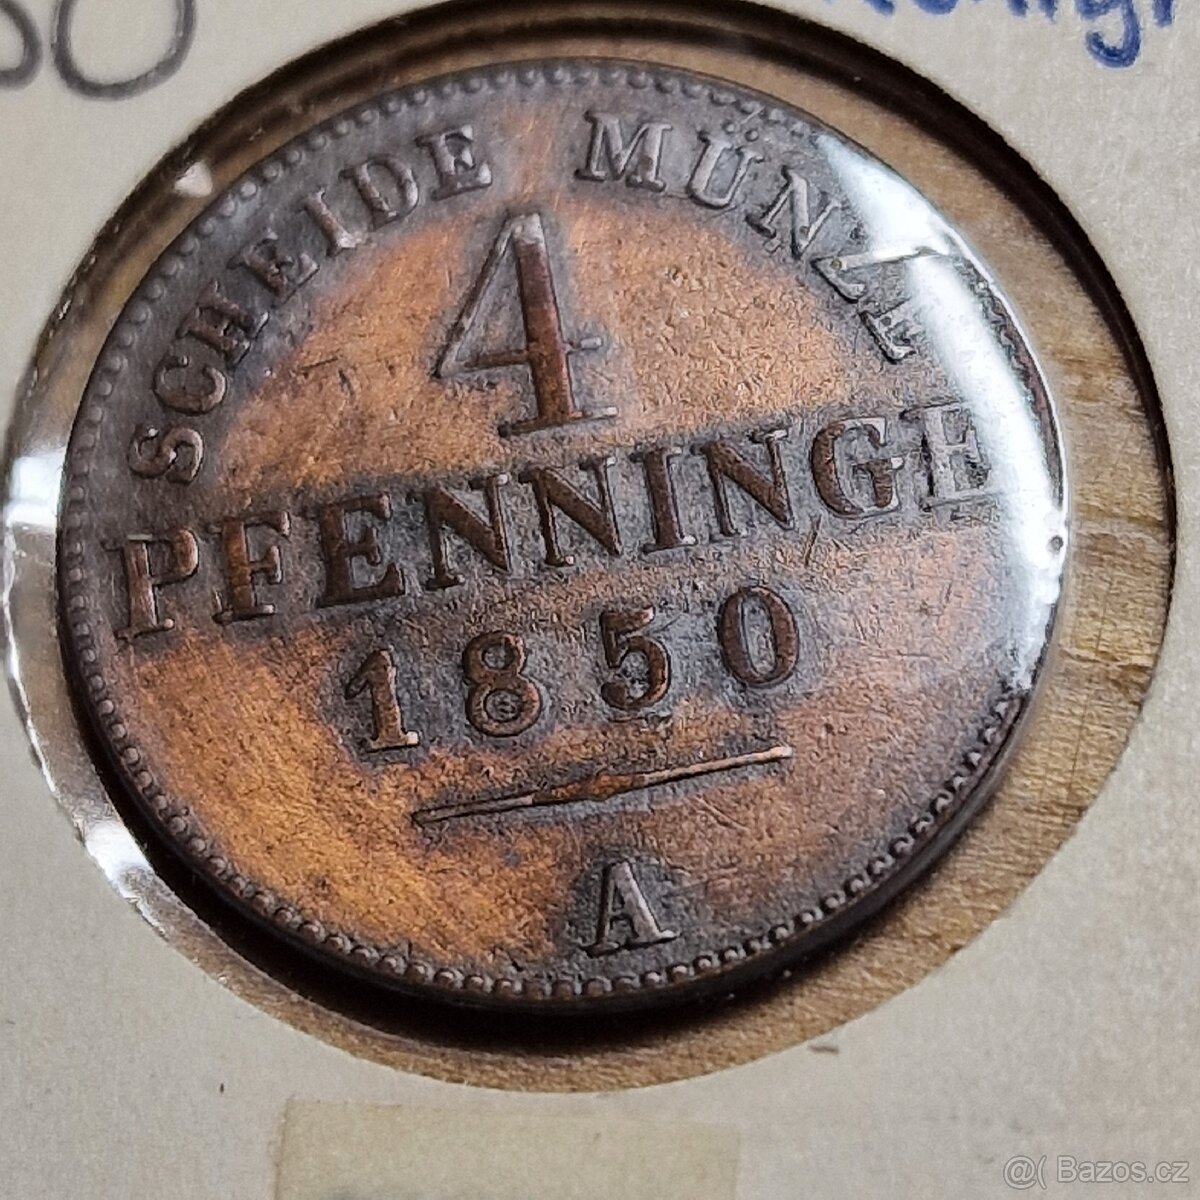 SCHEIDE MÜNZE
4
PFENNINGE
1850
A
@( Bazos.cz